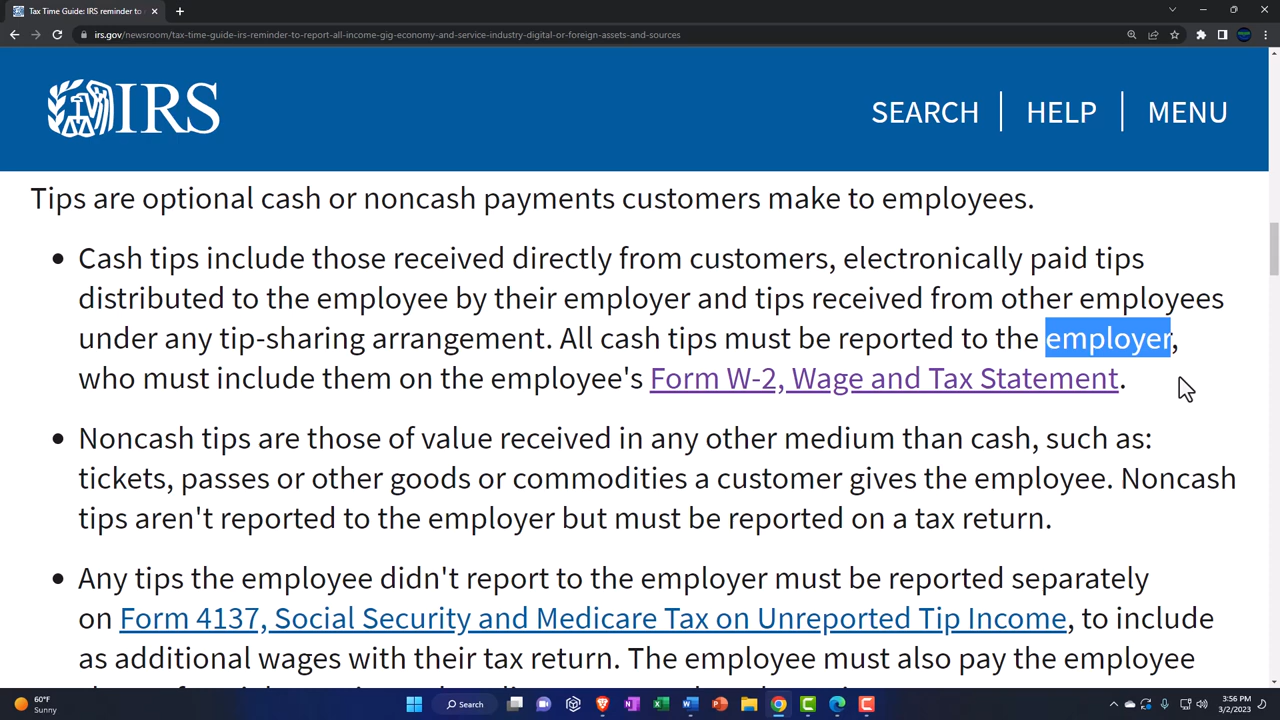 Tax Time Guide: IRS reminder to
irs.gov/newsroom/tax-time-guide-irs-reminder-to-report-all-income-gig-economy-and-service-industry-digital-or-foreign-assets-and-sources
IRS
SEARCH
HELP
MENU
Tips are optional cash or noncash payments customers make to employees.
Cash tips include those received directly from customers, electronically paid tips
distributed to the employee by their employer and tips received from other employees
under any tip-sharing arrangement. All cash tips must be reported to the employer,
who must include them on the employee's Form W-2, Wage and Tax Statement.
Noncash tips are those of value received in any other medium than cash, such as:
tickets, passes or other goods or commodities a customer gives the employee. Noncash
tips aren't reported to the employer but must be reported on a tax return.
Any tips the employee didn't report to the employer must be reported separately
on Form 4137, Social Security and Medicare Tax on Unreported Tip Income, to include
as additional wages with their tax return. The employee must also pay the employee
60°F
Sunny
Search
3:56 PM
3/2/2023